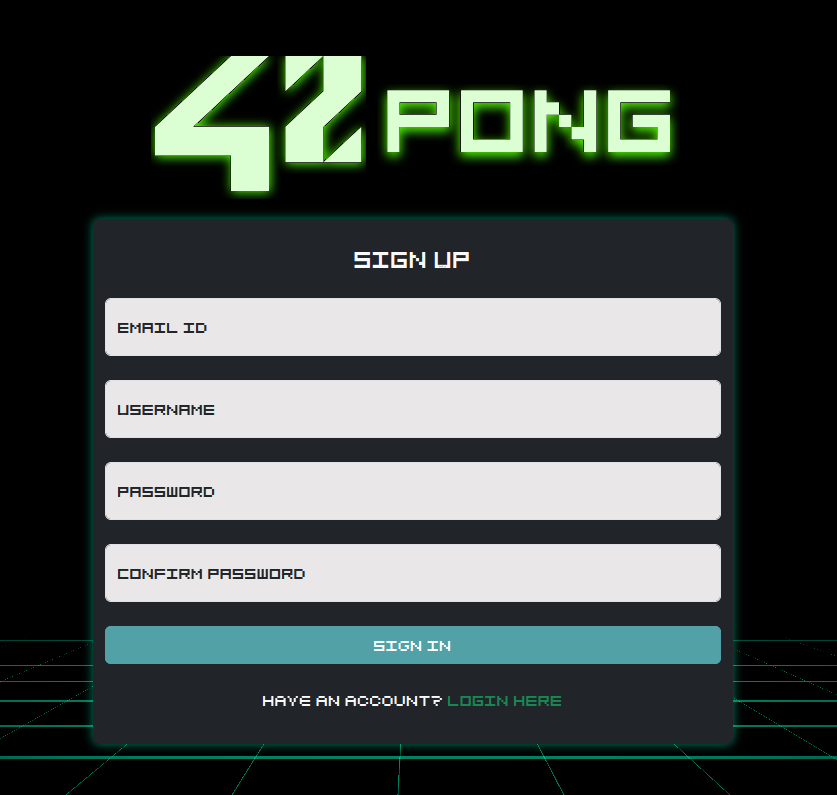 42 PONG
SIGN UP
EMAIL ID
USERNAME
PASSWORD
CONFIRM PASSWORD
SIGN IN
HAVE AN ACCOUNT? LOGIN HERE